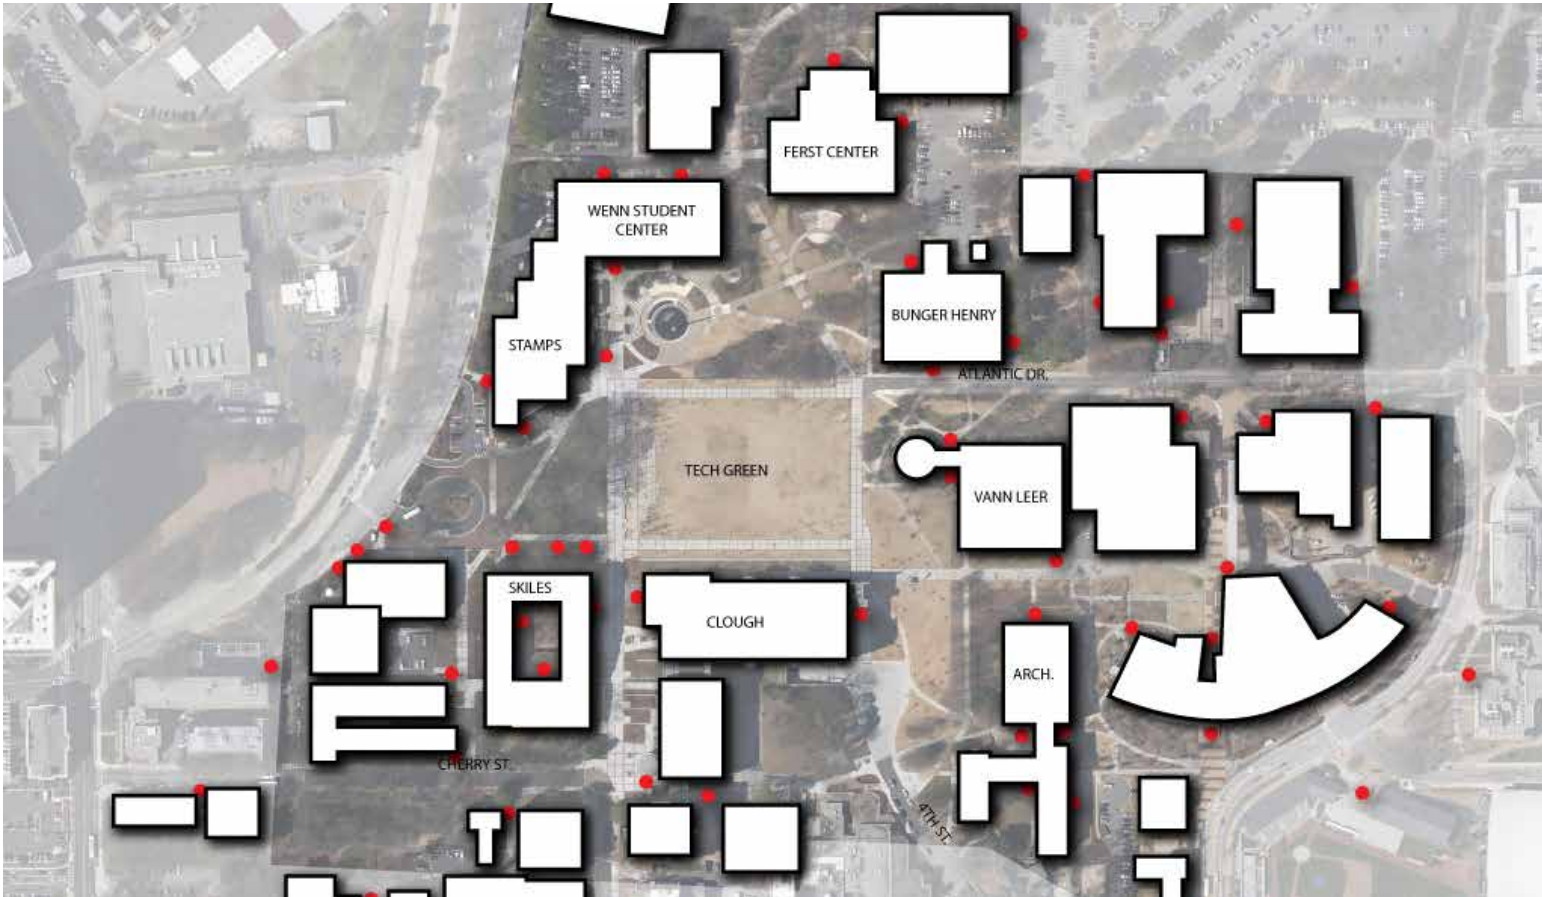 FERST CENTER
WENN STUDENT
CENTER
BUNGER HENRY
STAMPS
ATLANTIC DR.
TECH GREEN
VANN LEER
SKILES
CLOUGH
ARCH.
CHERRY ST.
4TH ST.